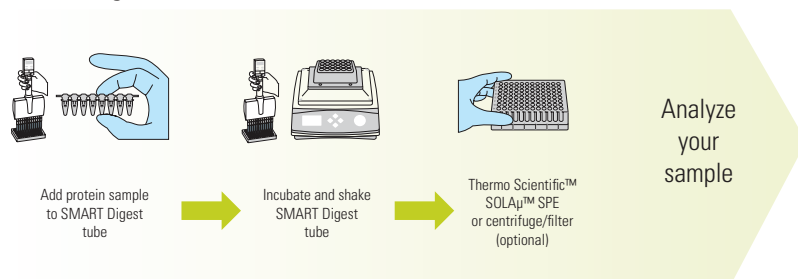 Add protein sample
to SMART Digest
tube
Incubate and shake
SMART Digest
tube
Thermo Scientific™
SOLAµ™ SPE
or centrifuge/filter
(optional)
Analyze
your
sample